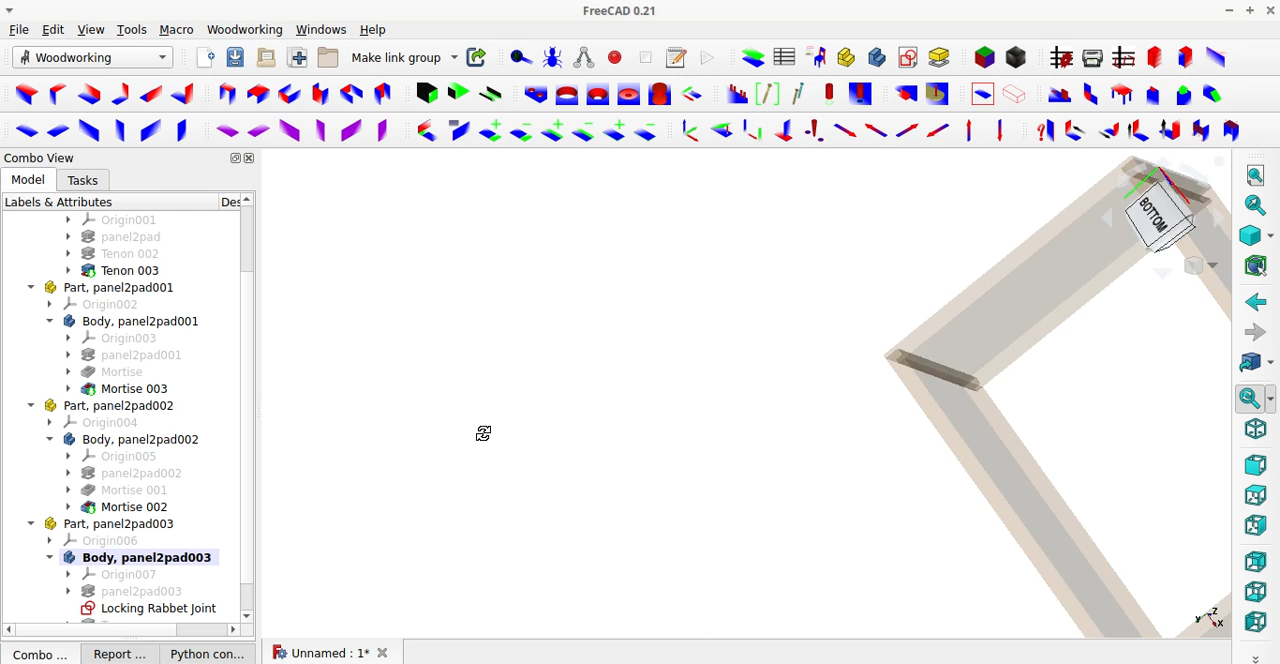 FreeCAD 0.21
File Edit View Tools Macro Woodworking Windows Help
Woodworking
Make link group
Combo View
Model Tasks
Labels & Attributes Des
Origin001
panel2pad
Tenon 002
Tenon 003
Part, panel2pad001
Origin002
Body, panel2pad001
Origin003
panel2pad001
Mortise
Mortise 003
Part, panel2pad002
Origin004
Body, panel2pad002
Origin005
panel2pad002
Mortise 001
Mortise 002
Part, panel2pad003
Origin006
Body, panel2pad003
Origin007
panel2pad003
Locking Rabbet Joint
Combo ... Report ... Python con...
Unnamed : 1*
BOTTOM
Z
Y X